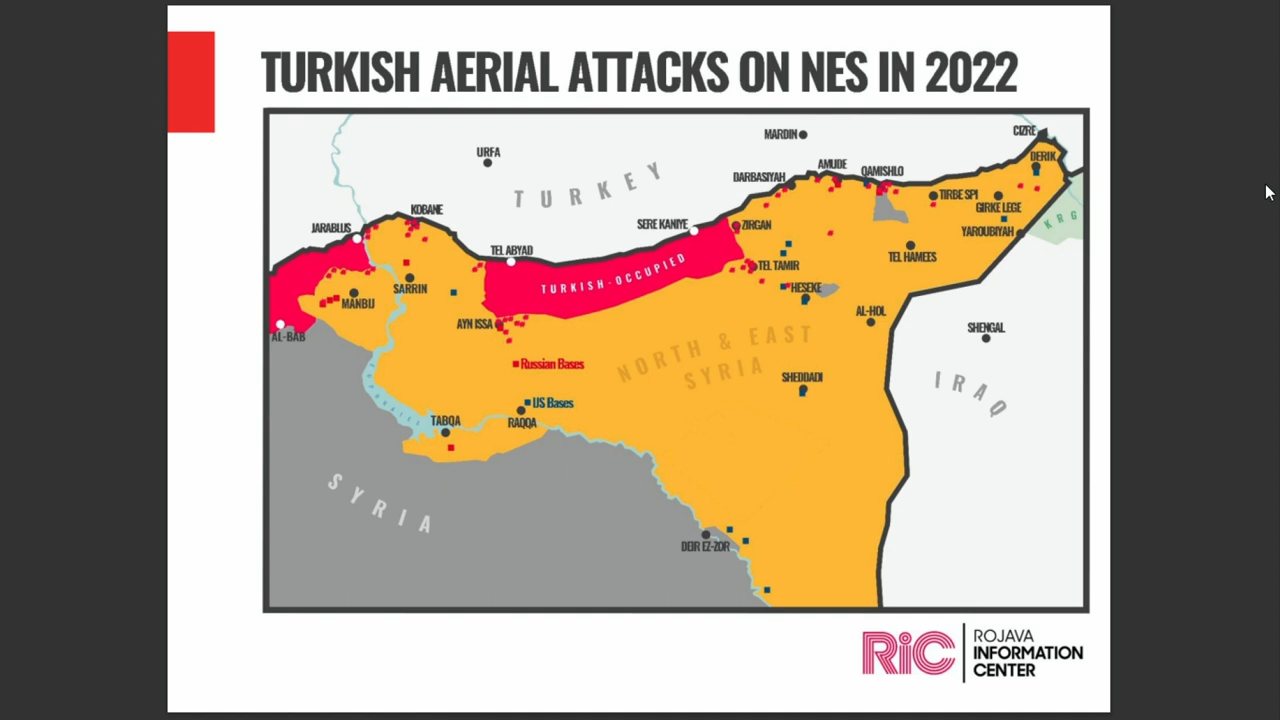 TURKISH AERIAL ATTACKS ON NES IN 2022
MARDIN
CIZRE
URFA
TURKEY
DERIK
AMUDE
QAMISHLO
DARBASIYAH
TIRBE SPI
GIRKE LEGE
KRG
KOBANE
JARABLUS
SERE KANIYE
ZIRGAN
YAROUBIYAH
TEL ABYAD
TEL HAMEES
TURKISH-OCCUPIED
TEL TAMIR
SARRIN
HESEKE
MANBIJ
AYN ISSA
AL-HOL
AL-BAB
SHENGAL
NORTH & EAST
SYRIA
Russian Bases
IRAQ
SHEDDADI
US Bases
TABQA
RAQQA
SYRIA
DEIR EZ-ZOR
RiC
ROJAVA
INFORMATION
CENTER